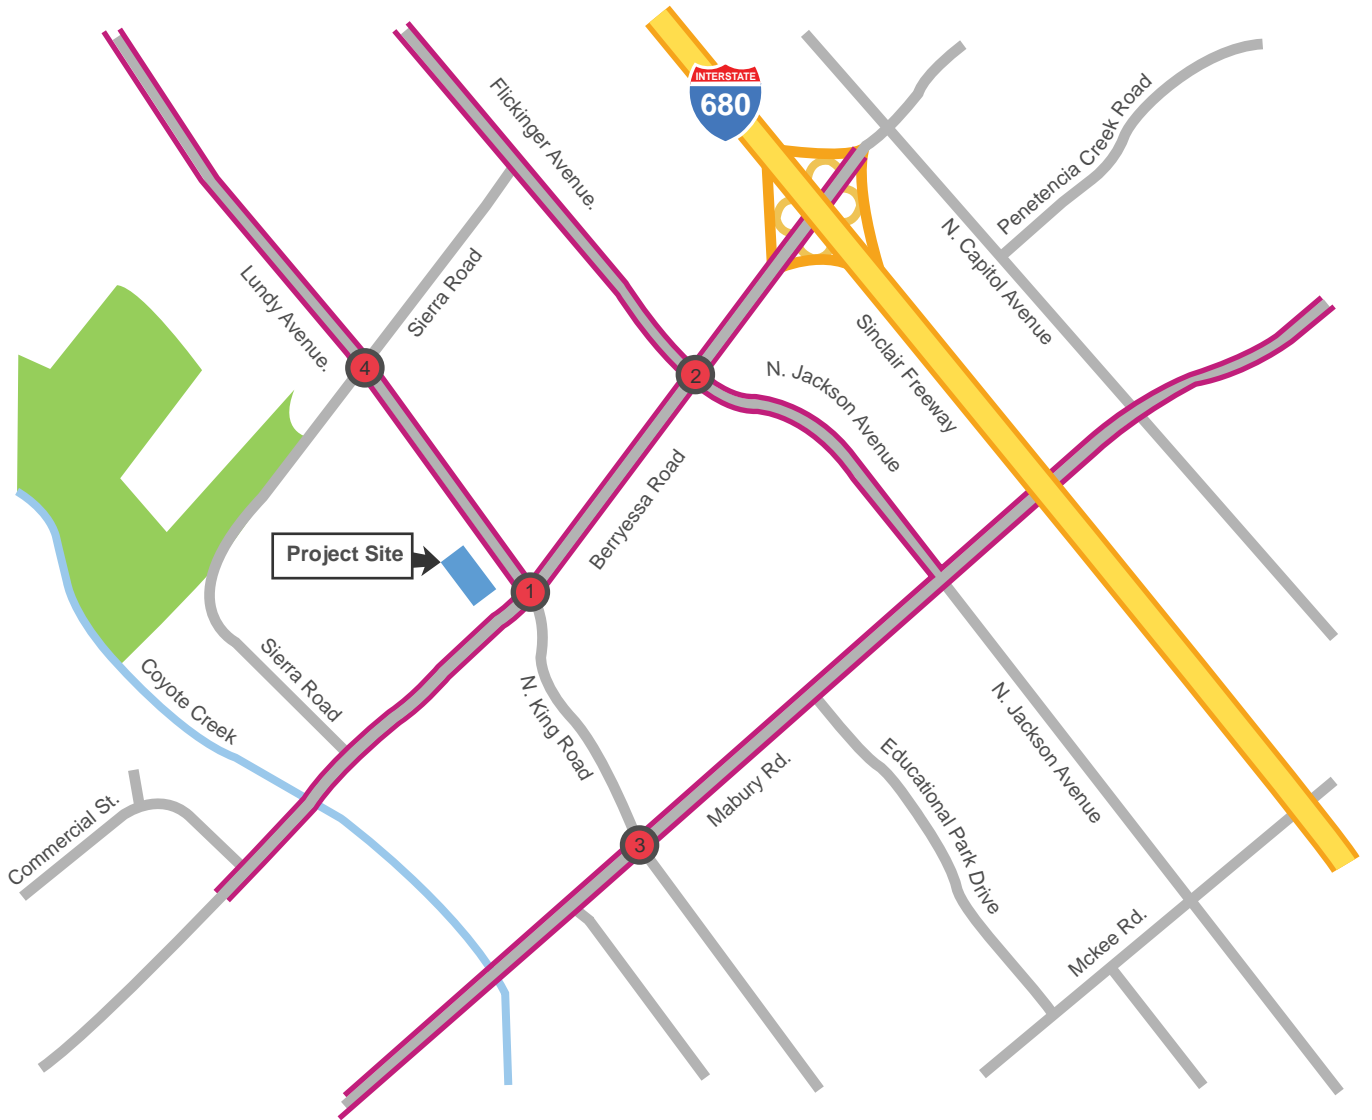 INTERSTATE
680
Flickinger Avenue.
Penetencia Creek Road
N. Capitol Avenue
Lundy Avenue.
Sierra Road
Sinclair Freeway
4
2
N. Jackson Avenue
Berryessa Road
Project Site
1
Sierra Road
Coyote Creek
N. King Road
N. Jackson Avenue
Educational Park Drive
Mabury Rd.
Commercial St.
3
Mckee Rd.